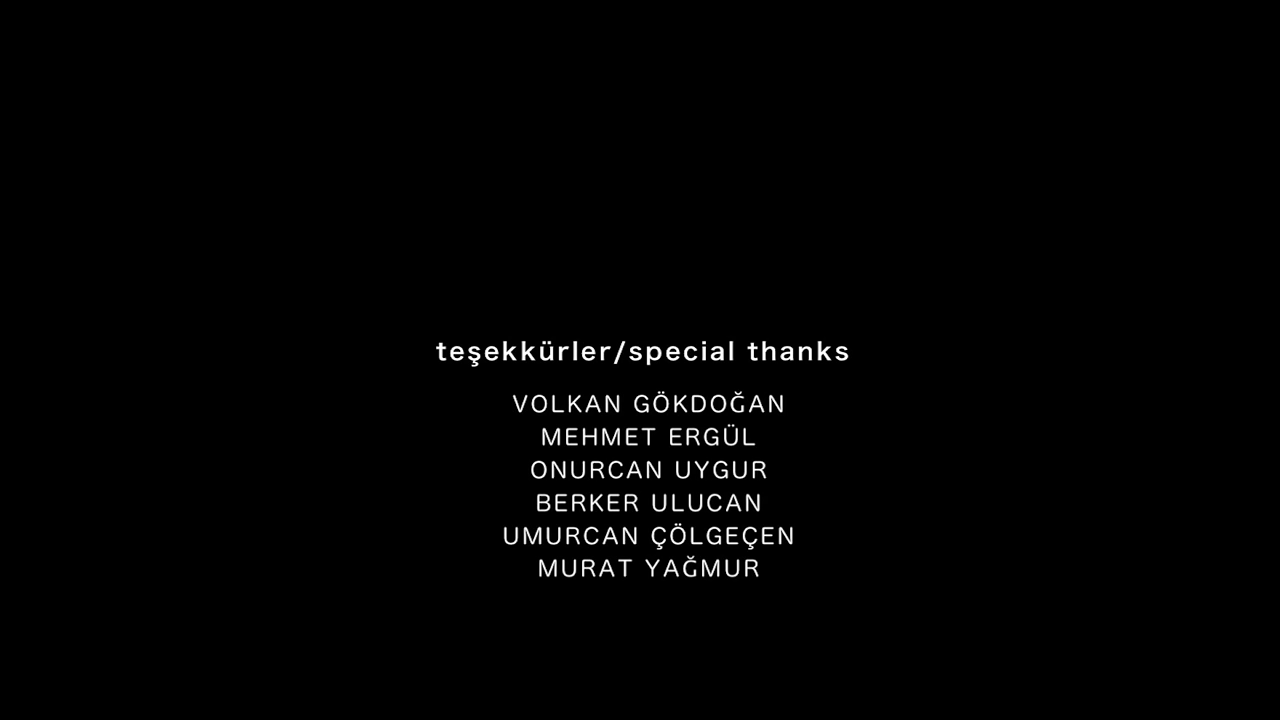 teşekkürler/special thanks
VOLKAN GÖKDOĞAN
MEHMET ERGÜL
ONURCAN UYGUR
BERKER ULUCAN
UMURCAN ÇÖLGEÇEN
MURAT YAĞMUR